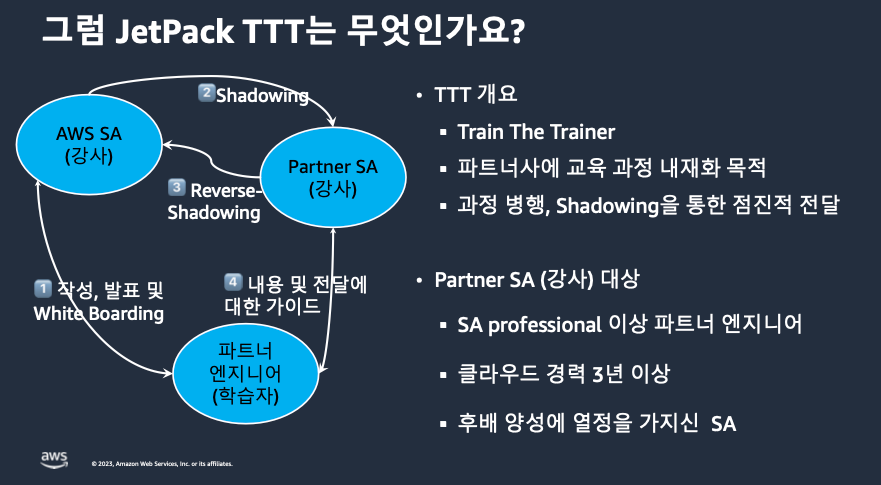 그럼 JetPack TTT는 무엇인가요?
2 Shadowing
AWS SA
(강사)
Partner SA
(강사)
3 Reverse-
Shadowing
1 작성, 발표 및
White Boarding
4 내용 및 전달에
대한 가이드
파트너
엔지니어
(학습자)
• TTT 개요
▪ Train The Trainer
▪ 파트너사에 교육 과정 내재화 목적
▪ 과정 병행, Shadowing을 통한 점진적 전달
• Partner SA (강사) 대상
▪ SA professional 이상 파트너 엔지니어
▪ 클라우드 경력 3년 이상
▪ 후배 양성에 열정을 가지신 SA
aws
© 2023, Amazon Web Services, Inc. or its affiliates.